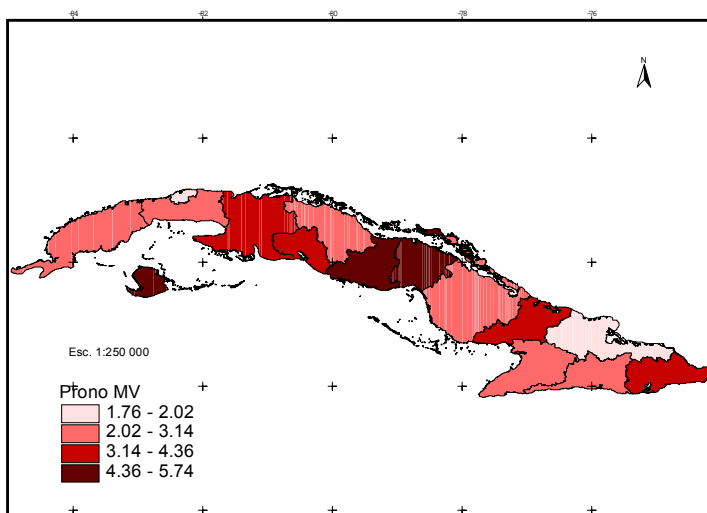 -84 -82 -80 -78 -76
N
Esc. 1:250 000
Pfono MV
1.76 - 2.02
2.02 - 3.14
3.14 - 4.36
4.36 - 5.74